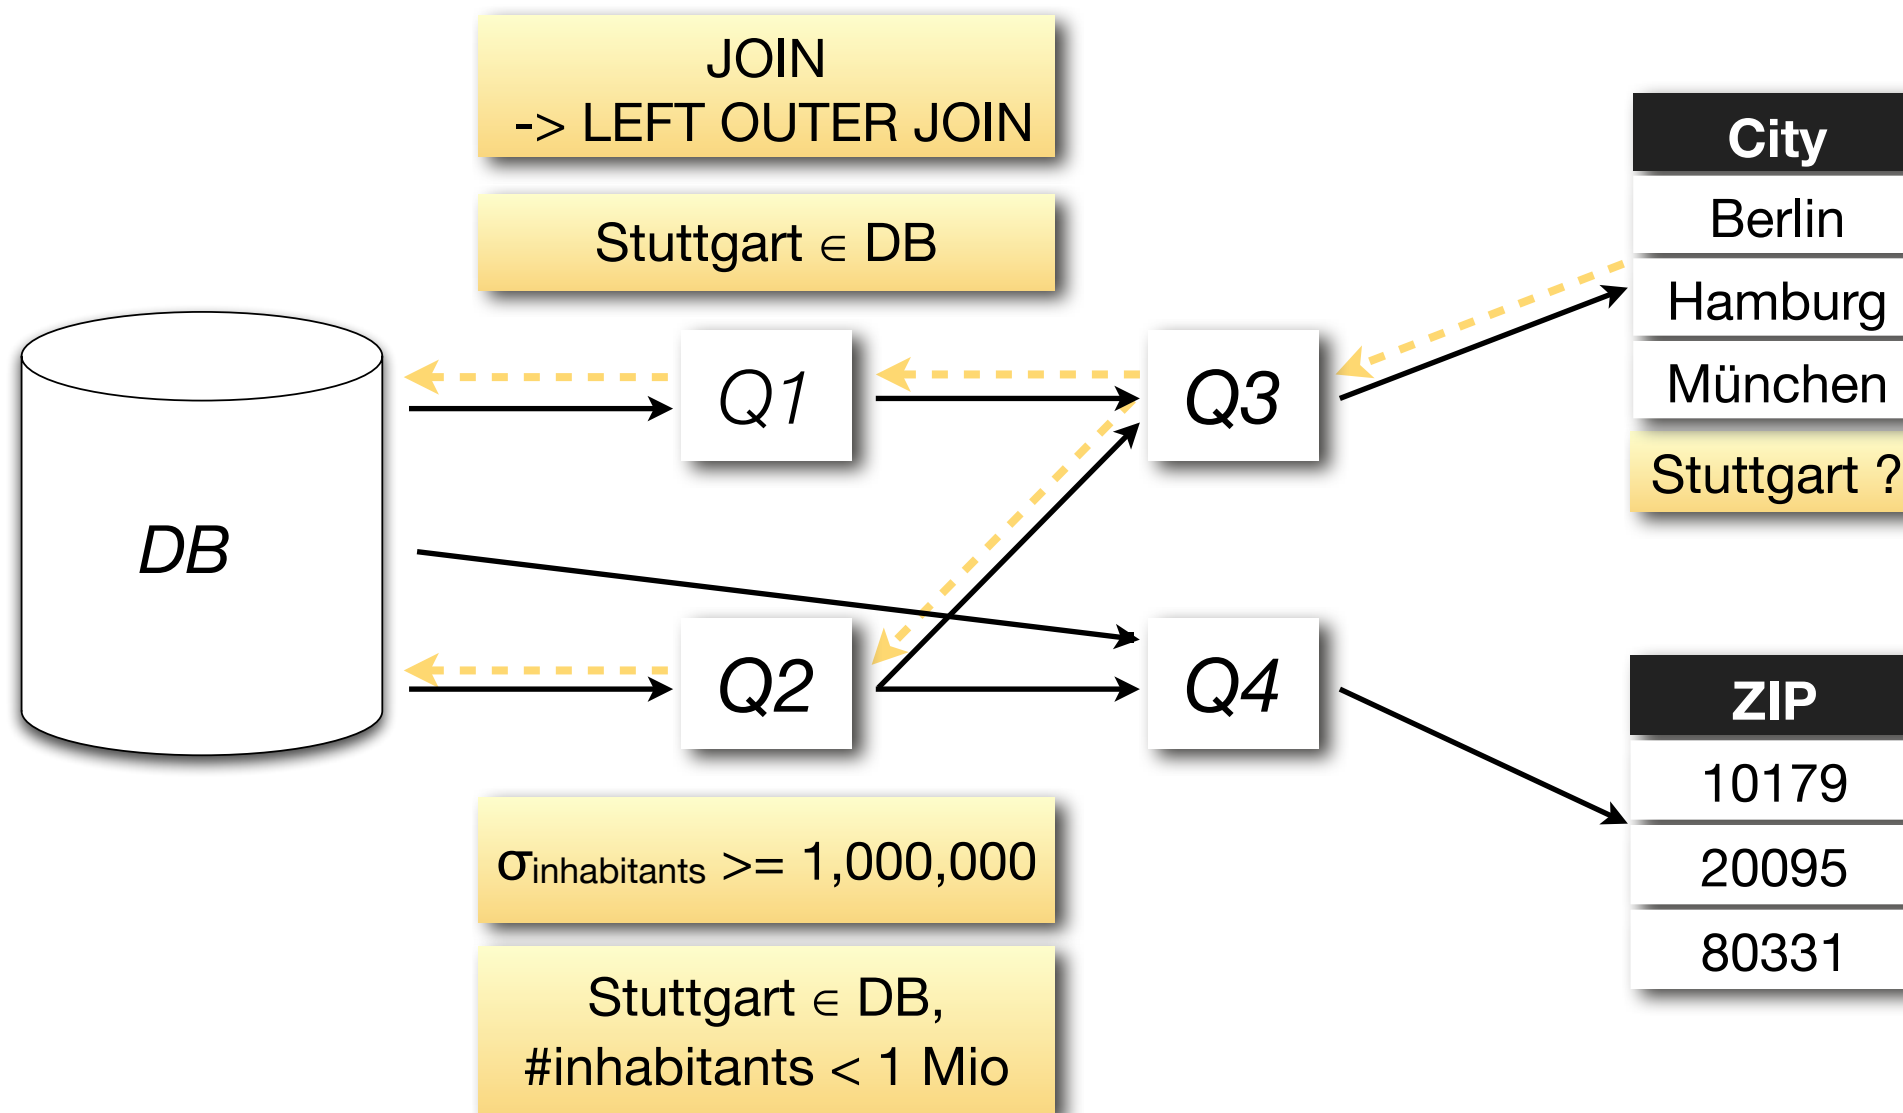 JOIN
-> LEFT OUTER JOIN
Stuttgart ∈ DB
DB
Q1
Q3
Q2
Q4
σinhabitants >= 1,000,000
Stuttgart ∈ DB,
#inhabitants < 1 Mio
City
Berlin
Hamburg
München
Stuttgart ?
ZIP
10179
20095
80331